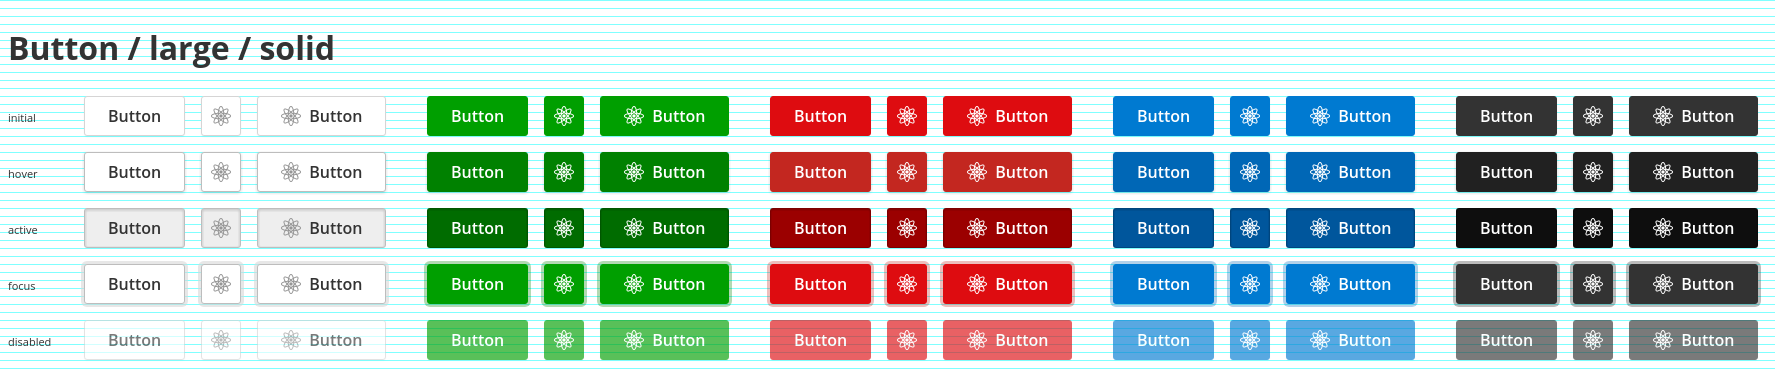 Button / large / solid
initial Button Button Button Button Button Button Button Button Button Button
hover Button Button Button Button Button Button Button Button Button Button
active Button Button Button Button Button Button Button Button Button Button
focus Button Button Button Button Button Button Button Button Button Button
disabled Button Button Button Button Button Button Button Button Button Button